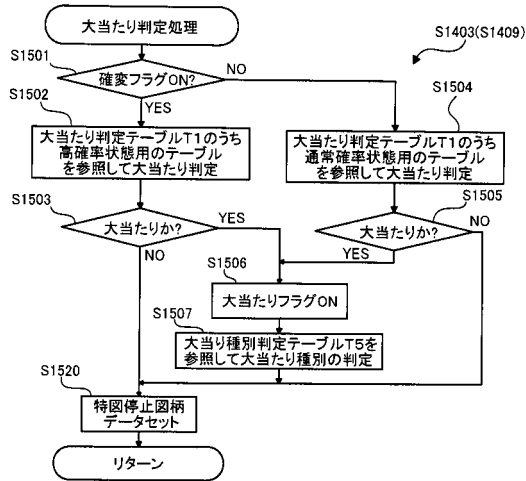 大当たり判定処理
S1403(S1409)
S1501
確変フラグON?
NO
YES
S1502
大当たり判定テーブルT1のうち
高確率状態用のテーブル
を参照して大当たり判定
S1504
大当たり判定テーブルT1のうち
通常確率状態用のテーブル
を参照して大当たり判定
S1503
大当たりか?
YES
NO
S1505
大当たりか?
NO
YES
S1506
大当たりフラグON
S1507
大当り種別判定テーブルT5を
参照して大当たり種別の判定
S1520
特図停止図柄
データセット
リターン